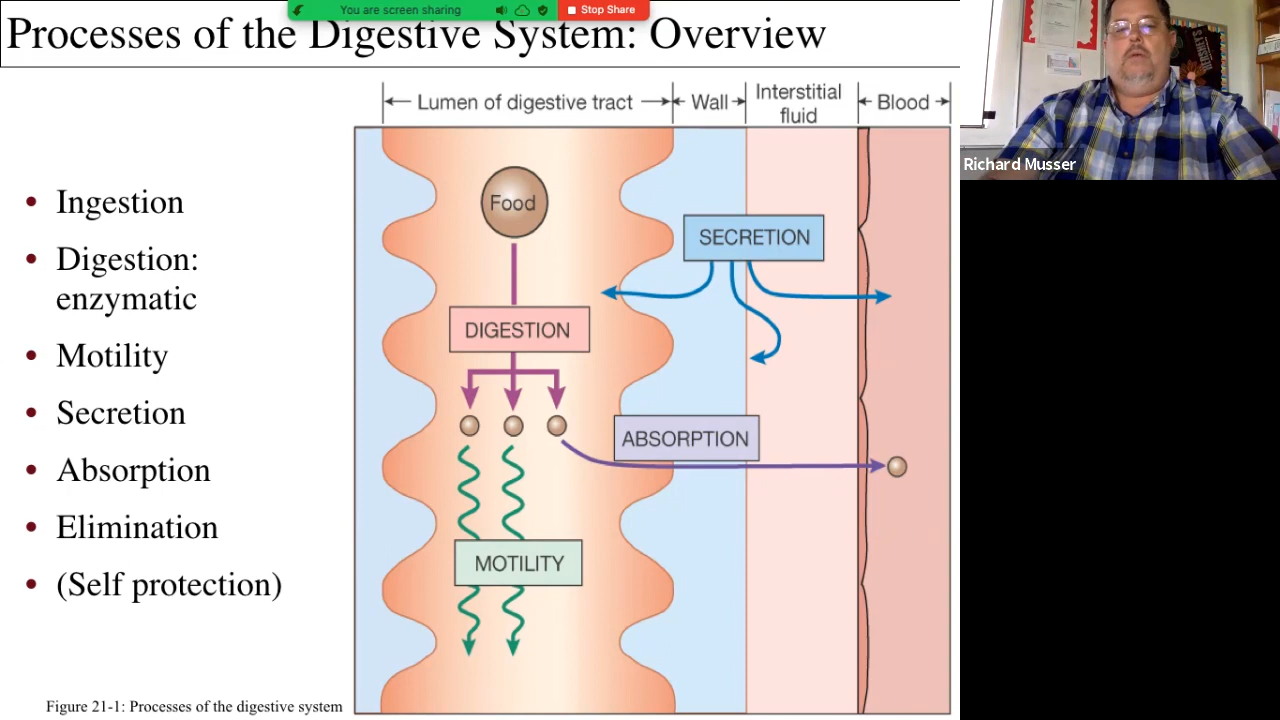 You are screen sharing
Stop Share
Processes of the Digestive System: Overview
Lumen of digestive tract
Wall
Interstitial
fluid
Blood
Richard Musser
• Ingestion
• Digestion:
enzymatic
• Motility
• Secretion
• Absorption
• Elimination
• (Self protection)
Food
SECRETION
DIGESTION
ABSORPTION
MOTILITY
Figure 21-1: Processes of the digestive system